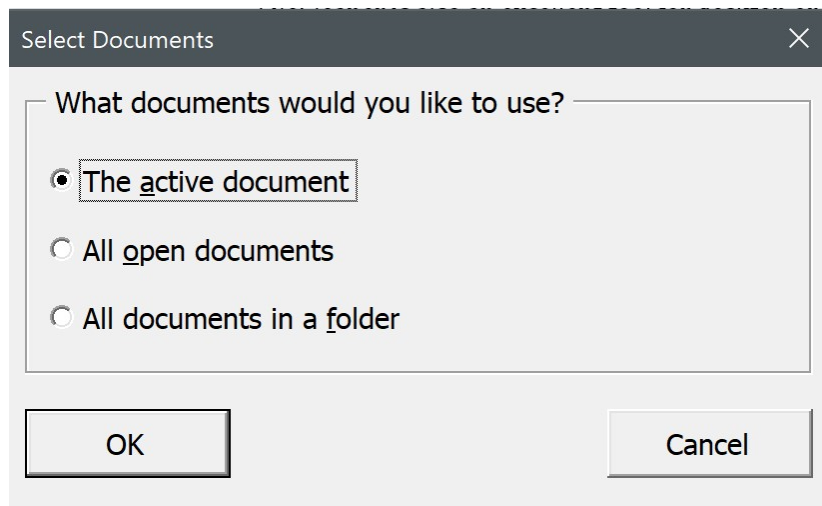 Select Documents
What documents would you like to use?
The active document
All open documents
All documents in a folder
OK
Cancel